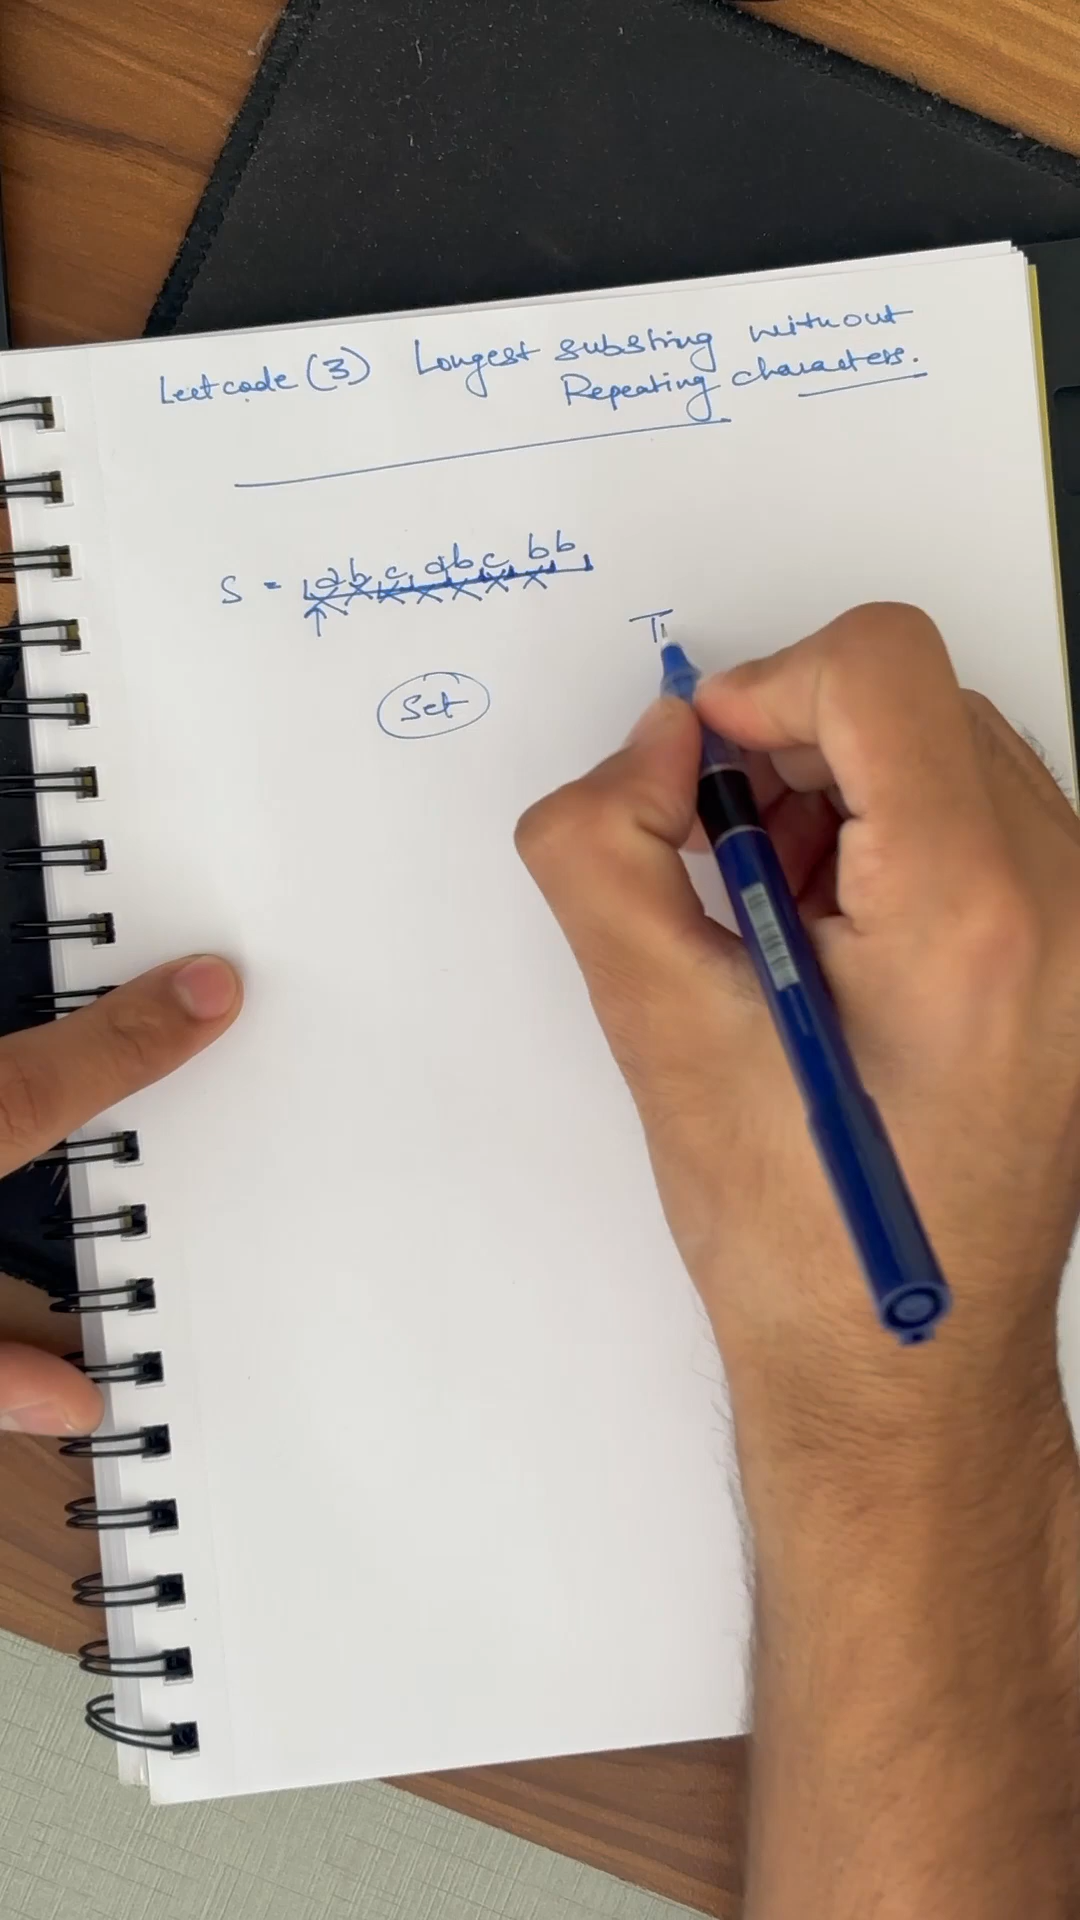 Leetcode (3) Longest substring without
Repeating characters.
S = abcabcbb
Set
T